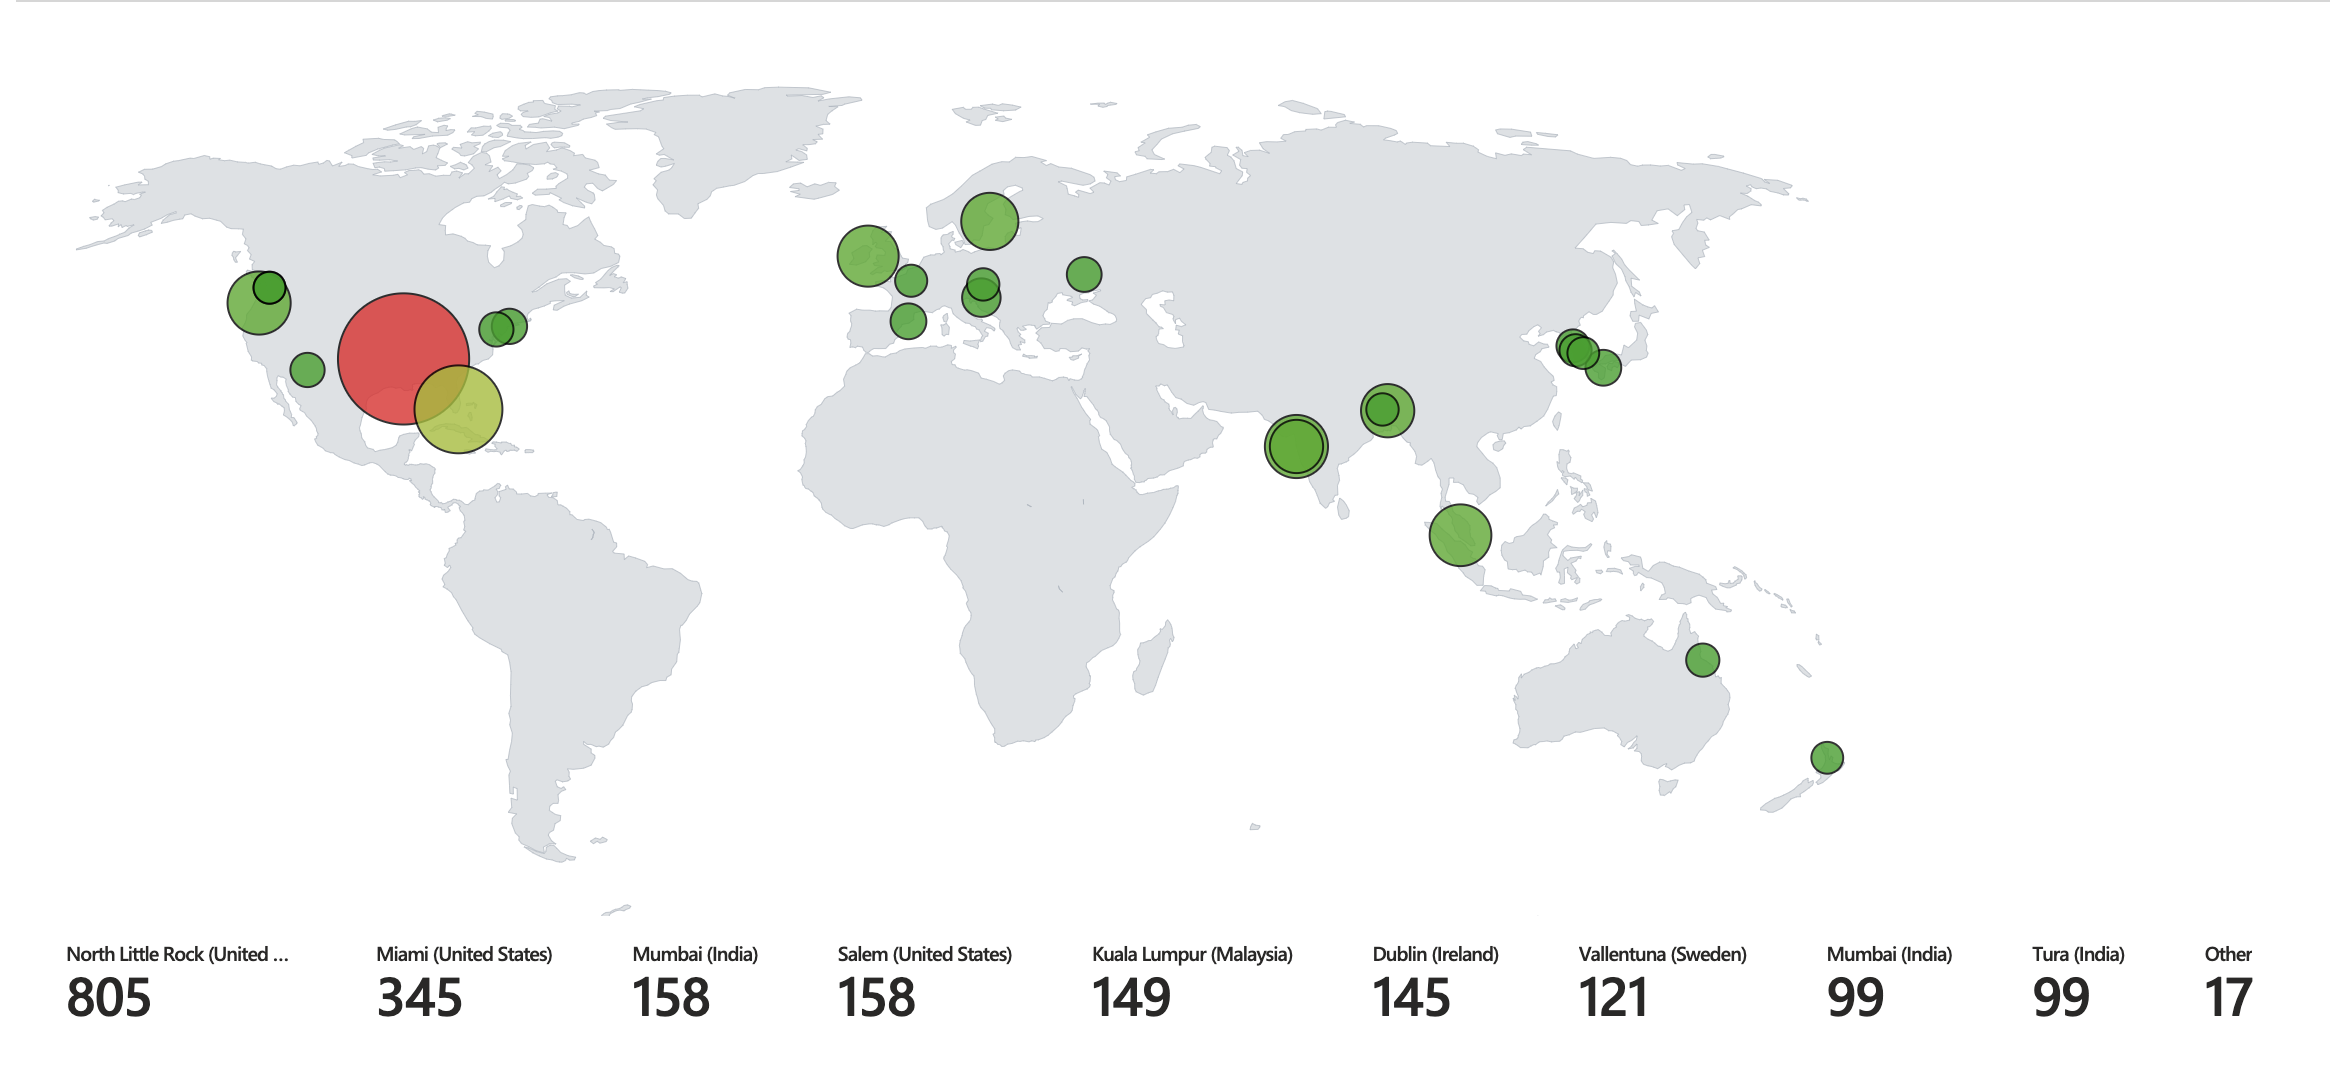 North Little Rock (United ...
805
Miami (United States)
345
Mumbai (India)
158
Salem (United States)
158
Kuala Lumpur (Malaysia)
149
Dublin (Ireland)
145
Vallentuna (Sweden)
121
Mumbai (India)
99
Tura (India)
99
Other
17